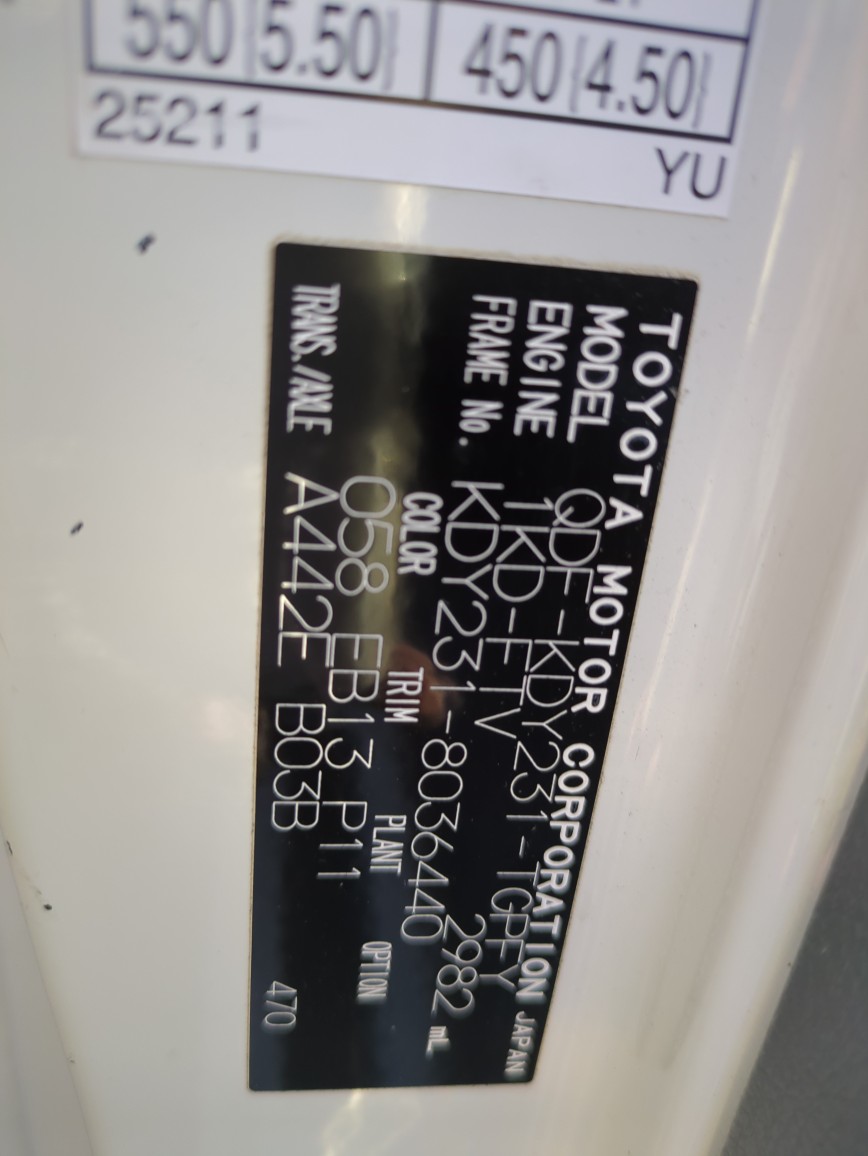 550{5.50}
450{4.50}
25211
YU
TOYOTA MOTOR CORPORATION JAPAN
MODEL QDF-KDY231-TGPFY
ENGINE 1KD-FTV 2982 mL
FRAME No. KDY231-8036440
COLOR TRIM PLANT OPTION
058 EB13 P11
TRANS./AXLE A442E B03B 470